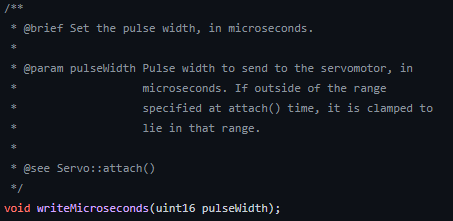 /**
 * @brief Set the pulse width, in microseconds.
 *
 * @param pulseWidth Pulse width to send to the servomotor, in
 *                   microseconds. If outside of the range
 *                   specified at attach() time, it is clamped to
 *                   lie in that range.
 *
 * @see Servo::attach()
 */
void writeMicroseconds(uint16 pulseWidth);